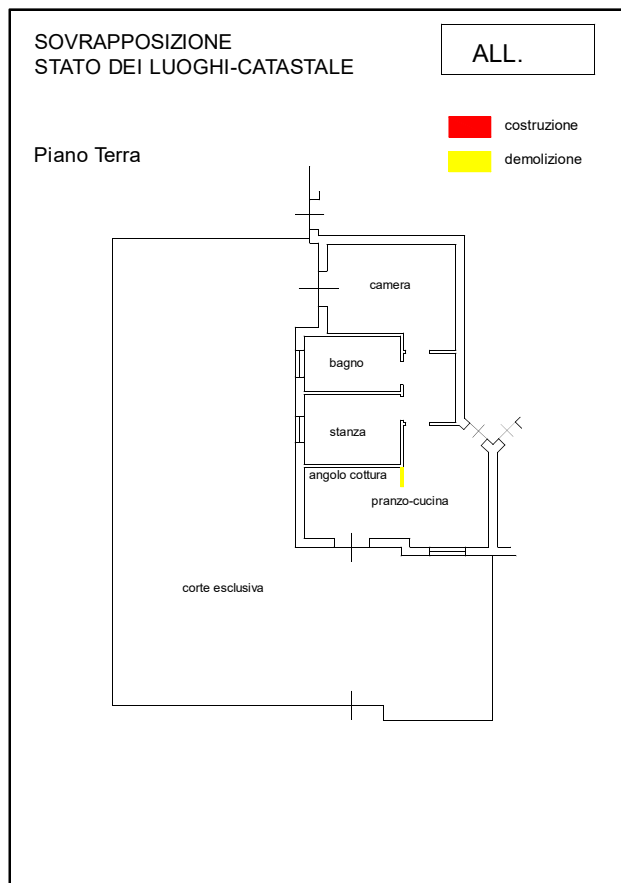 SOVRAPPOSIZIONE
STATO DEI LUOGHI-CATASTALE
ALL.
costruzione
demolizione
Piano Terra
camera
bagno
stanza
angolo cottura
pranzo-cucina
corte esclusiva